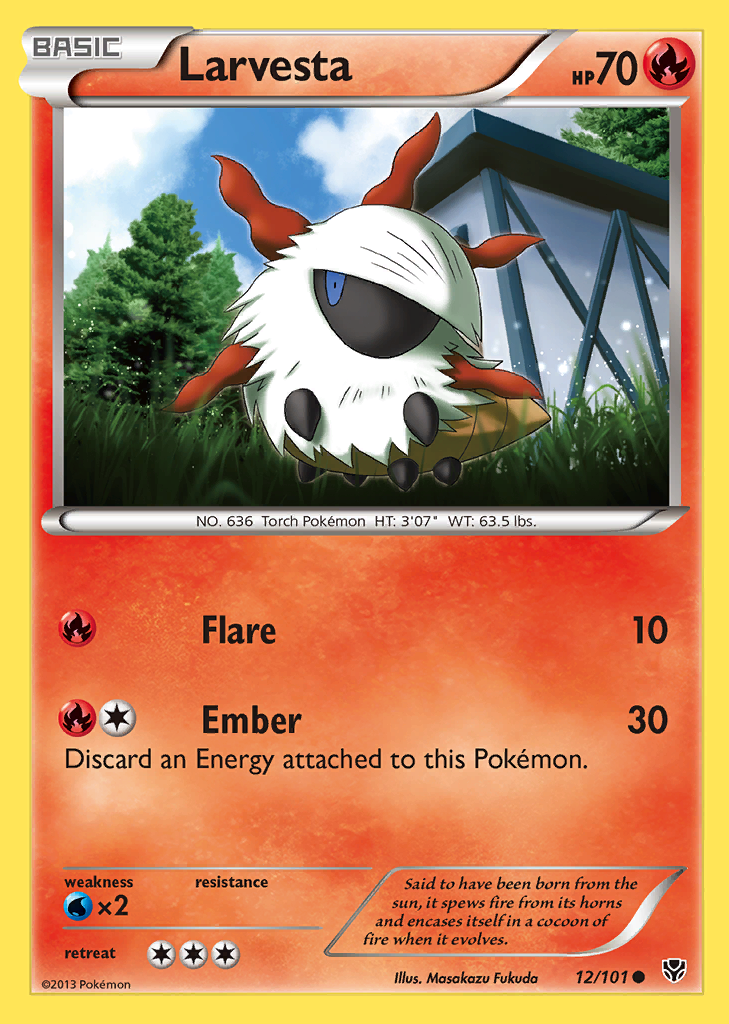 BASIC
Larvesta
HP70
NO. 636 Torch Pokémon HT: 3'07" WT: 63.5 lbs.
Flare 10
Ember 30
Discard an Energy attached to this Pokémon.
weakness
resistance
×2
retreat
Said to have been born from the
sun, it spews fire from its horns
and encases itself in a cocoon of
fire when it evolves.
©2013 Pokémon
Illus. Masakazu Fukuda
12/101